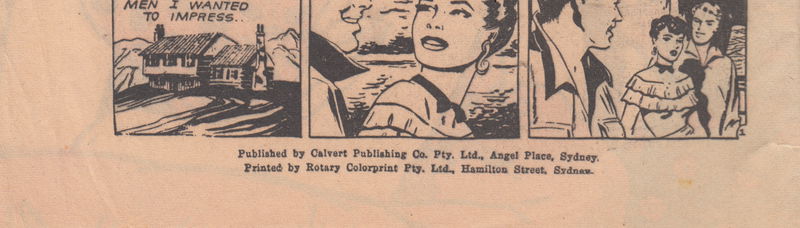 MEN I WANTED
TO IMPRESS...
Published by Calvert Publishing Co. Pty. Ltd., Angel Place, Sydney.
Printed by Rotary Colorprint Pty. Ltd., Hamilton Street, Sydney.
1